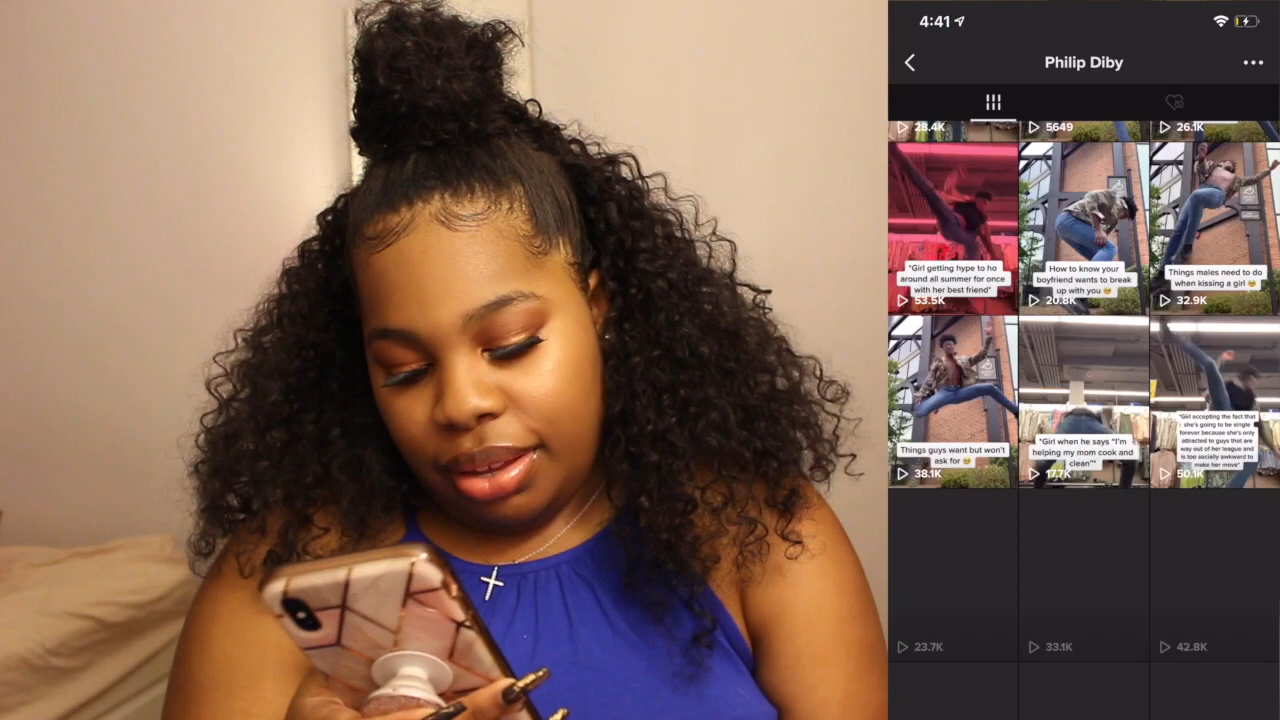 4:41
Philip Diby
28.4K
5649
26.1K
"Girl getting hype to ho
around all summer for once
with her best friend"
53.5K
How to know your
boyfriend wants to break
up with you 🥺
20.8K
Things males need to do
when kissing a girl 🥺
32.9K
Things guys want but won't
ask for 🥺
38.1K
"Girl when he says "I'm
helping my mom cook and
clean""
17.7K
"Girl accepting the fact that
she's going to be single
forever because she's only
attracted to guys that are
way out of her league and
is too socially awkward to
make her move"
50.1K
23.7K
33.1K
42.8K